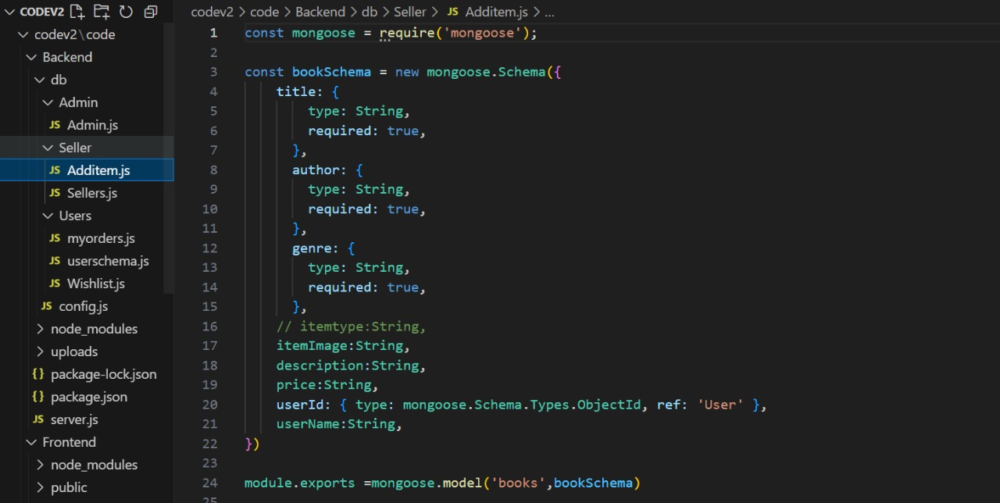 CODEV2
codev2\code
Backend
db
Admin
JS Admin.js
Seller
JS Additem.js
JS Sellers.js
Users
JS myorders.js
JS userschema.js
JS Wishlist.js
JS config.js
node_modules
uploads
{} package-lock.json
{} package.json
JS server.js
Frontend
node_modules
public
codev2 > code > Backend > db > Seller > JS Additem.js > ...
1 const mongoose = require('mongoose');
2
3 const bookSchema = new mongoose.Schema({
4 title: {
5 type: String,
6 required: true,
7 },
8 author: {
9 type: String,
10 required: true,
11 },
12 genre: {
13 type: String,
14 required: true,
15 },
16 // itemtype:String,
17 itemImage:String,
18 description:String,
19 price:String,
20 userId: { type: mongoose.Schema.Types.ObjectId, ref: 'User' },
21 userName:String,
22 })
23
24 module.exports =mongoose.model('books',bookSchema)
25